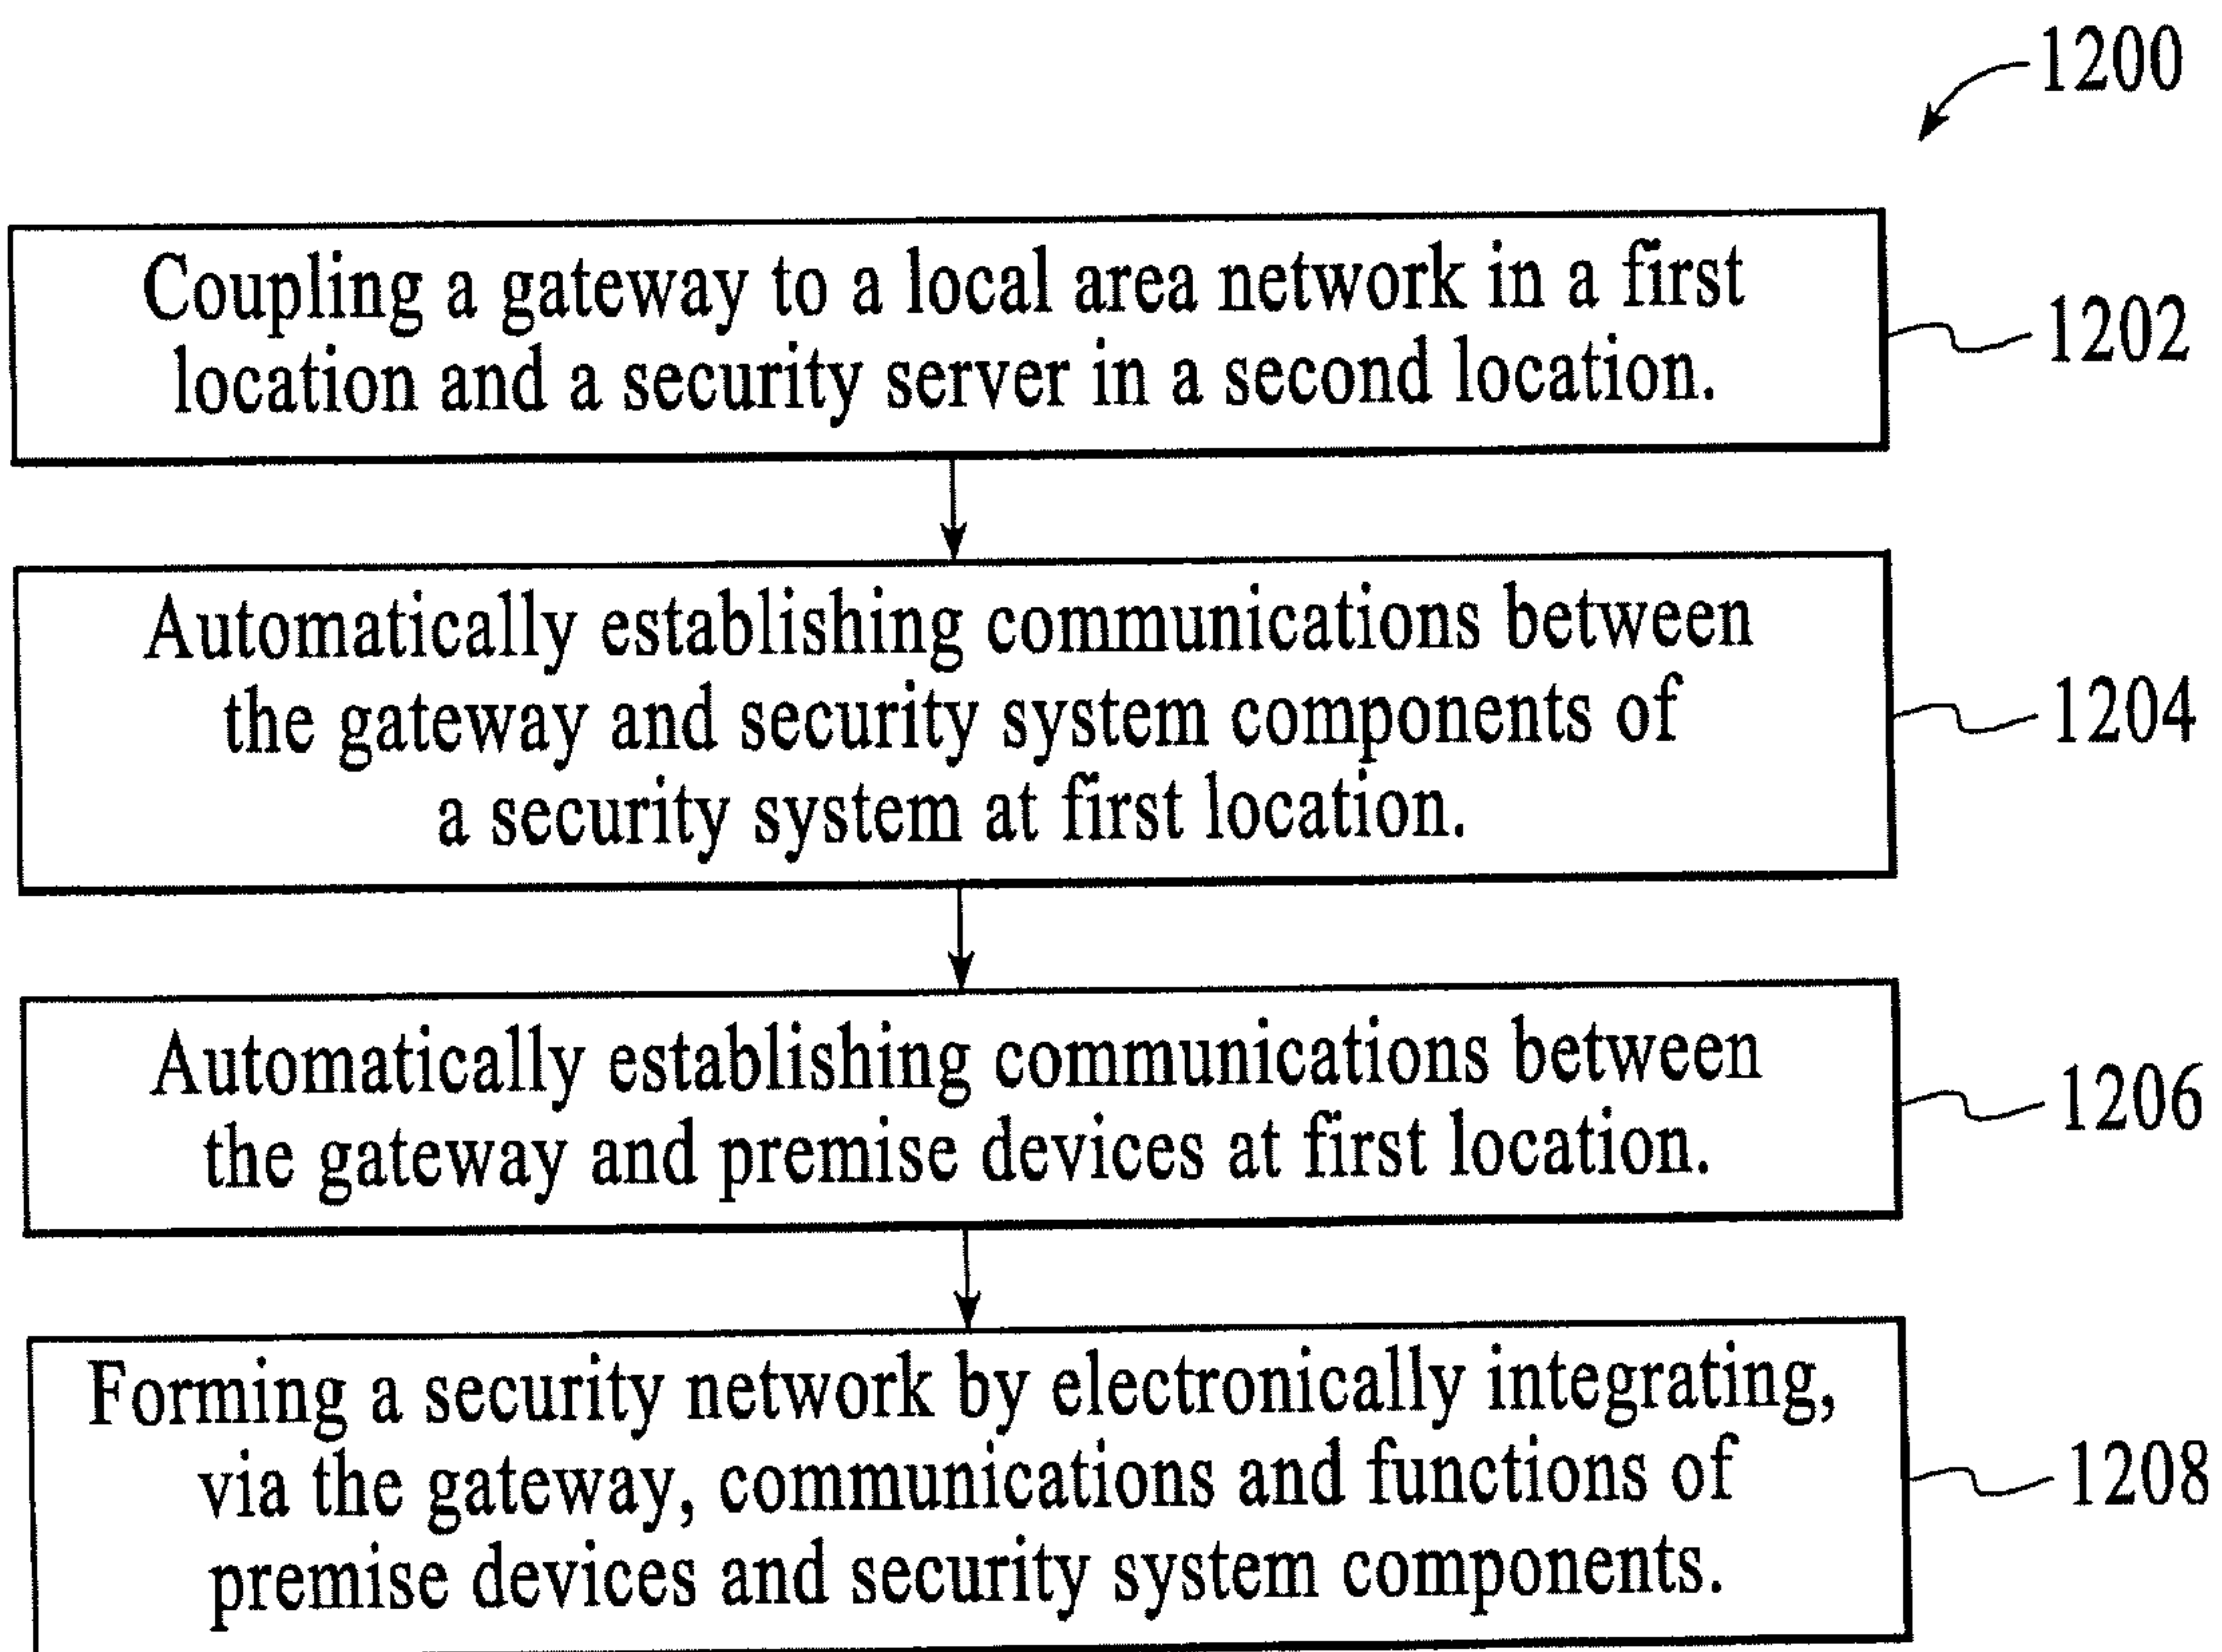 1200
Coupling a gateway to a local area network in a first
location and a security server in a second location.
1202
Automatically establishing communications between
the gateway and security system components of
a security system at first location.
1204
Automatically establishing communications between
the gateway and premise devices at first location.
1206
Forming a security network by electronically integrating,
via the gateway, communications and functions of
premise devices and security system components.
1208